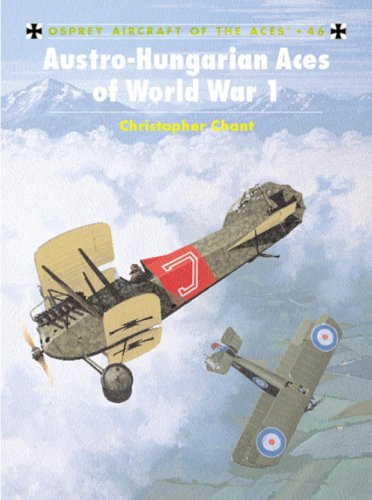 OSPREY AIRCRAFT OF THE ACES® • 46
Austro-Hungarian Aces
of World War 1
Christopher Chant
J